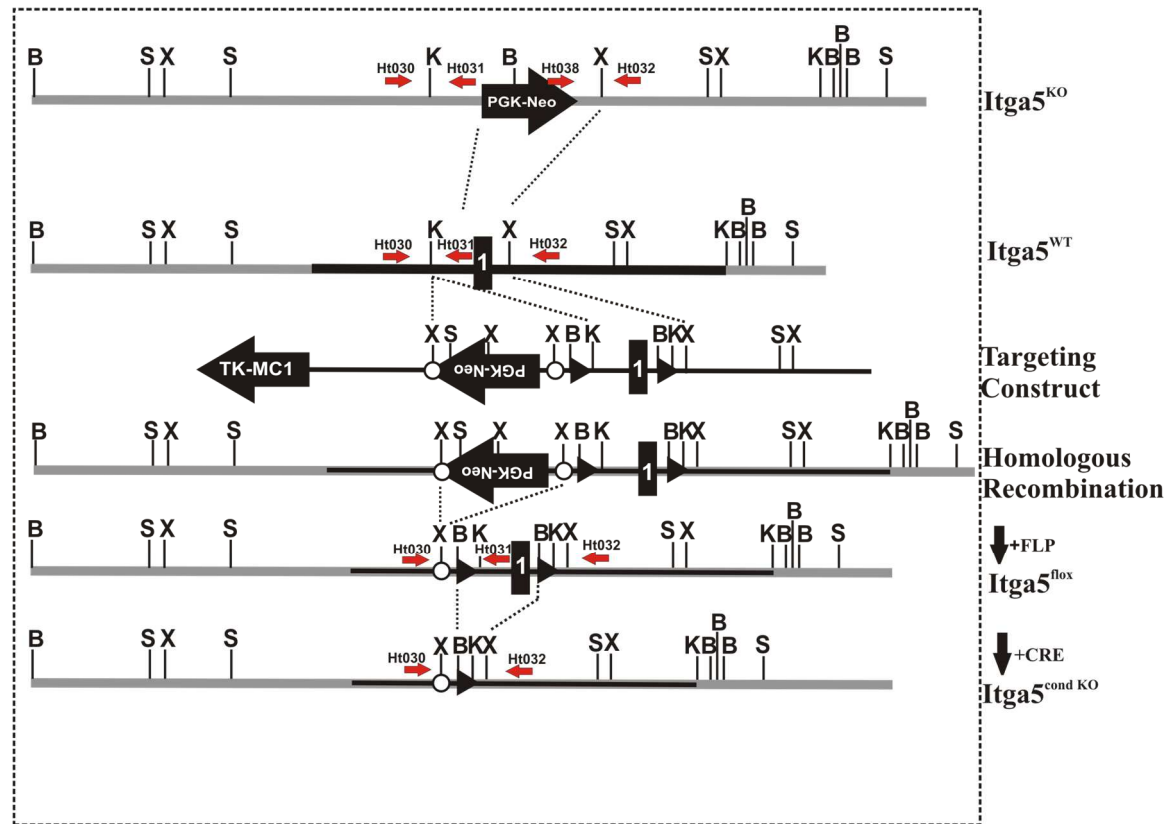 B S X S K B X S X K B B B S
Ht030 Ht031 Ht038 Ht032
PGK-Neo
Itga5KO
B S X S K X S X K B B B S
Ht030 Ht031 Ht032
1
Itga5WT
X S X X B K B K X S X
TK-MC1 PGK-Neo 1
Targeting
Construct
B S X S X S X X B K B K X S X K B B B S
PGK-Neo 1
Homologous
Recombination
B S X S X B K B K X S X K B B B S
Ht030 Ht031 Ht032
1
+FLP
Itga5flox
B S X S X B K X S X K B B B S
Ht030 Ht032
+CRE
Itga5cond KO